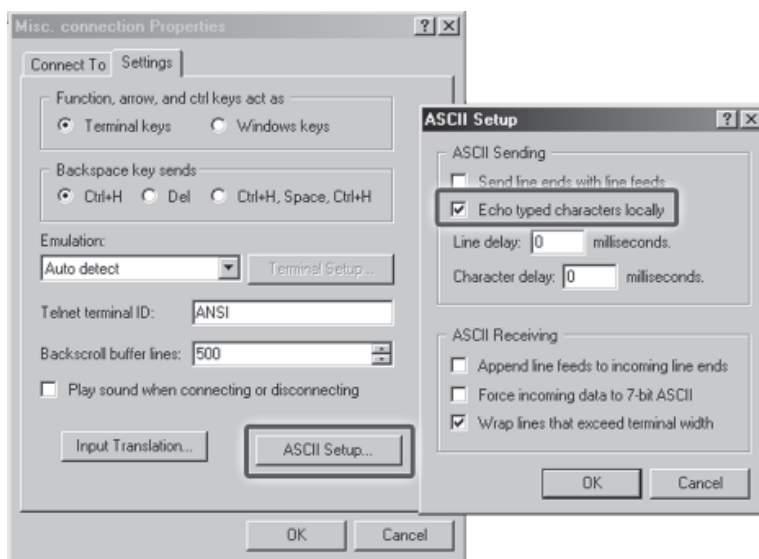 Misc. connection Properties
Connect To Settings
Function, arrow, and ctrl keys act as
Terminal keys Windows keys
Backspace key sends
Ctrl+H Del Ctrl+H, Space, Ctrl+H
Emulation:
Auto detect Terminal Setup...
Telnet terminal ID: ANSI
Backscroll buffer lines: 500
Play sound when connecting or disconnecting
Input Translation... ASCII Setup...
OK Cancel
ASCII Setup
ASCII Sending
Send line ends with line feeds
Echo typed characters locally
Line delay: 0 milliseconds.
Character delay: 0 milliseconds.
ASCII Receiving
Append line feeds to incoming line ends
Force incoming data to 7-bit ASCII
Wrap lines that exceed terminal width
OK Cancel